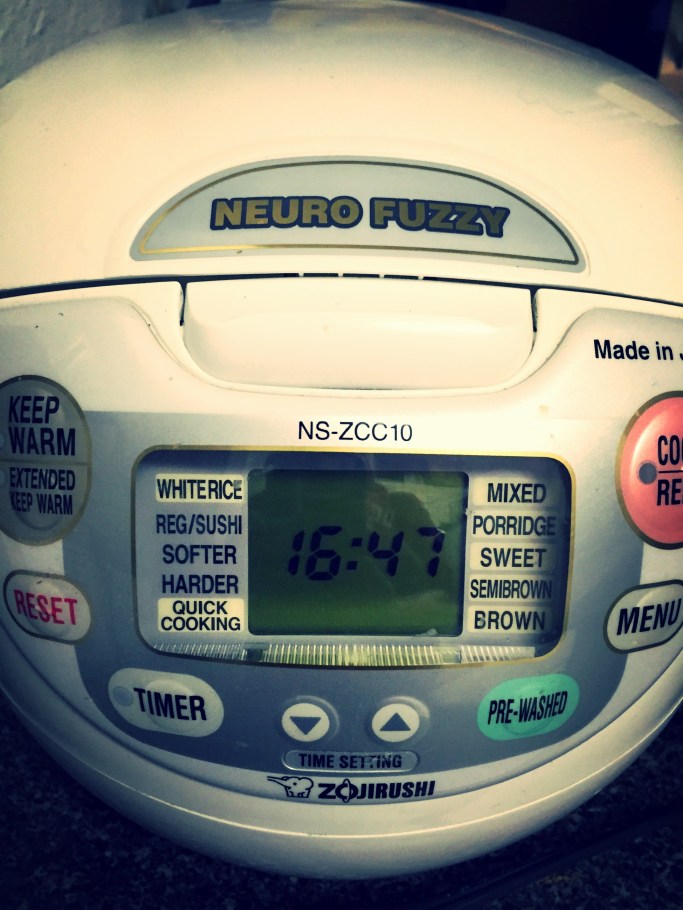 NEURO FUZZY
Made in
KEEP
WARM
EXTENDED
KEEP WARM
NS-ZCC10
WHITE RICE
REG/SUSHI
SOFTER
HARDER
QUICK
COOKING
16:47
MIXED
PORRIDGE
SWEET
SEMIBROWN
BROWN
RESET
MENU
TIMER
PRE-WASHED
TIME SETTING
ZOJIRUSHI